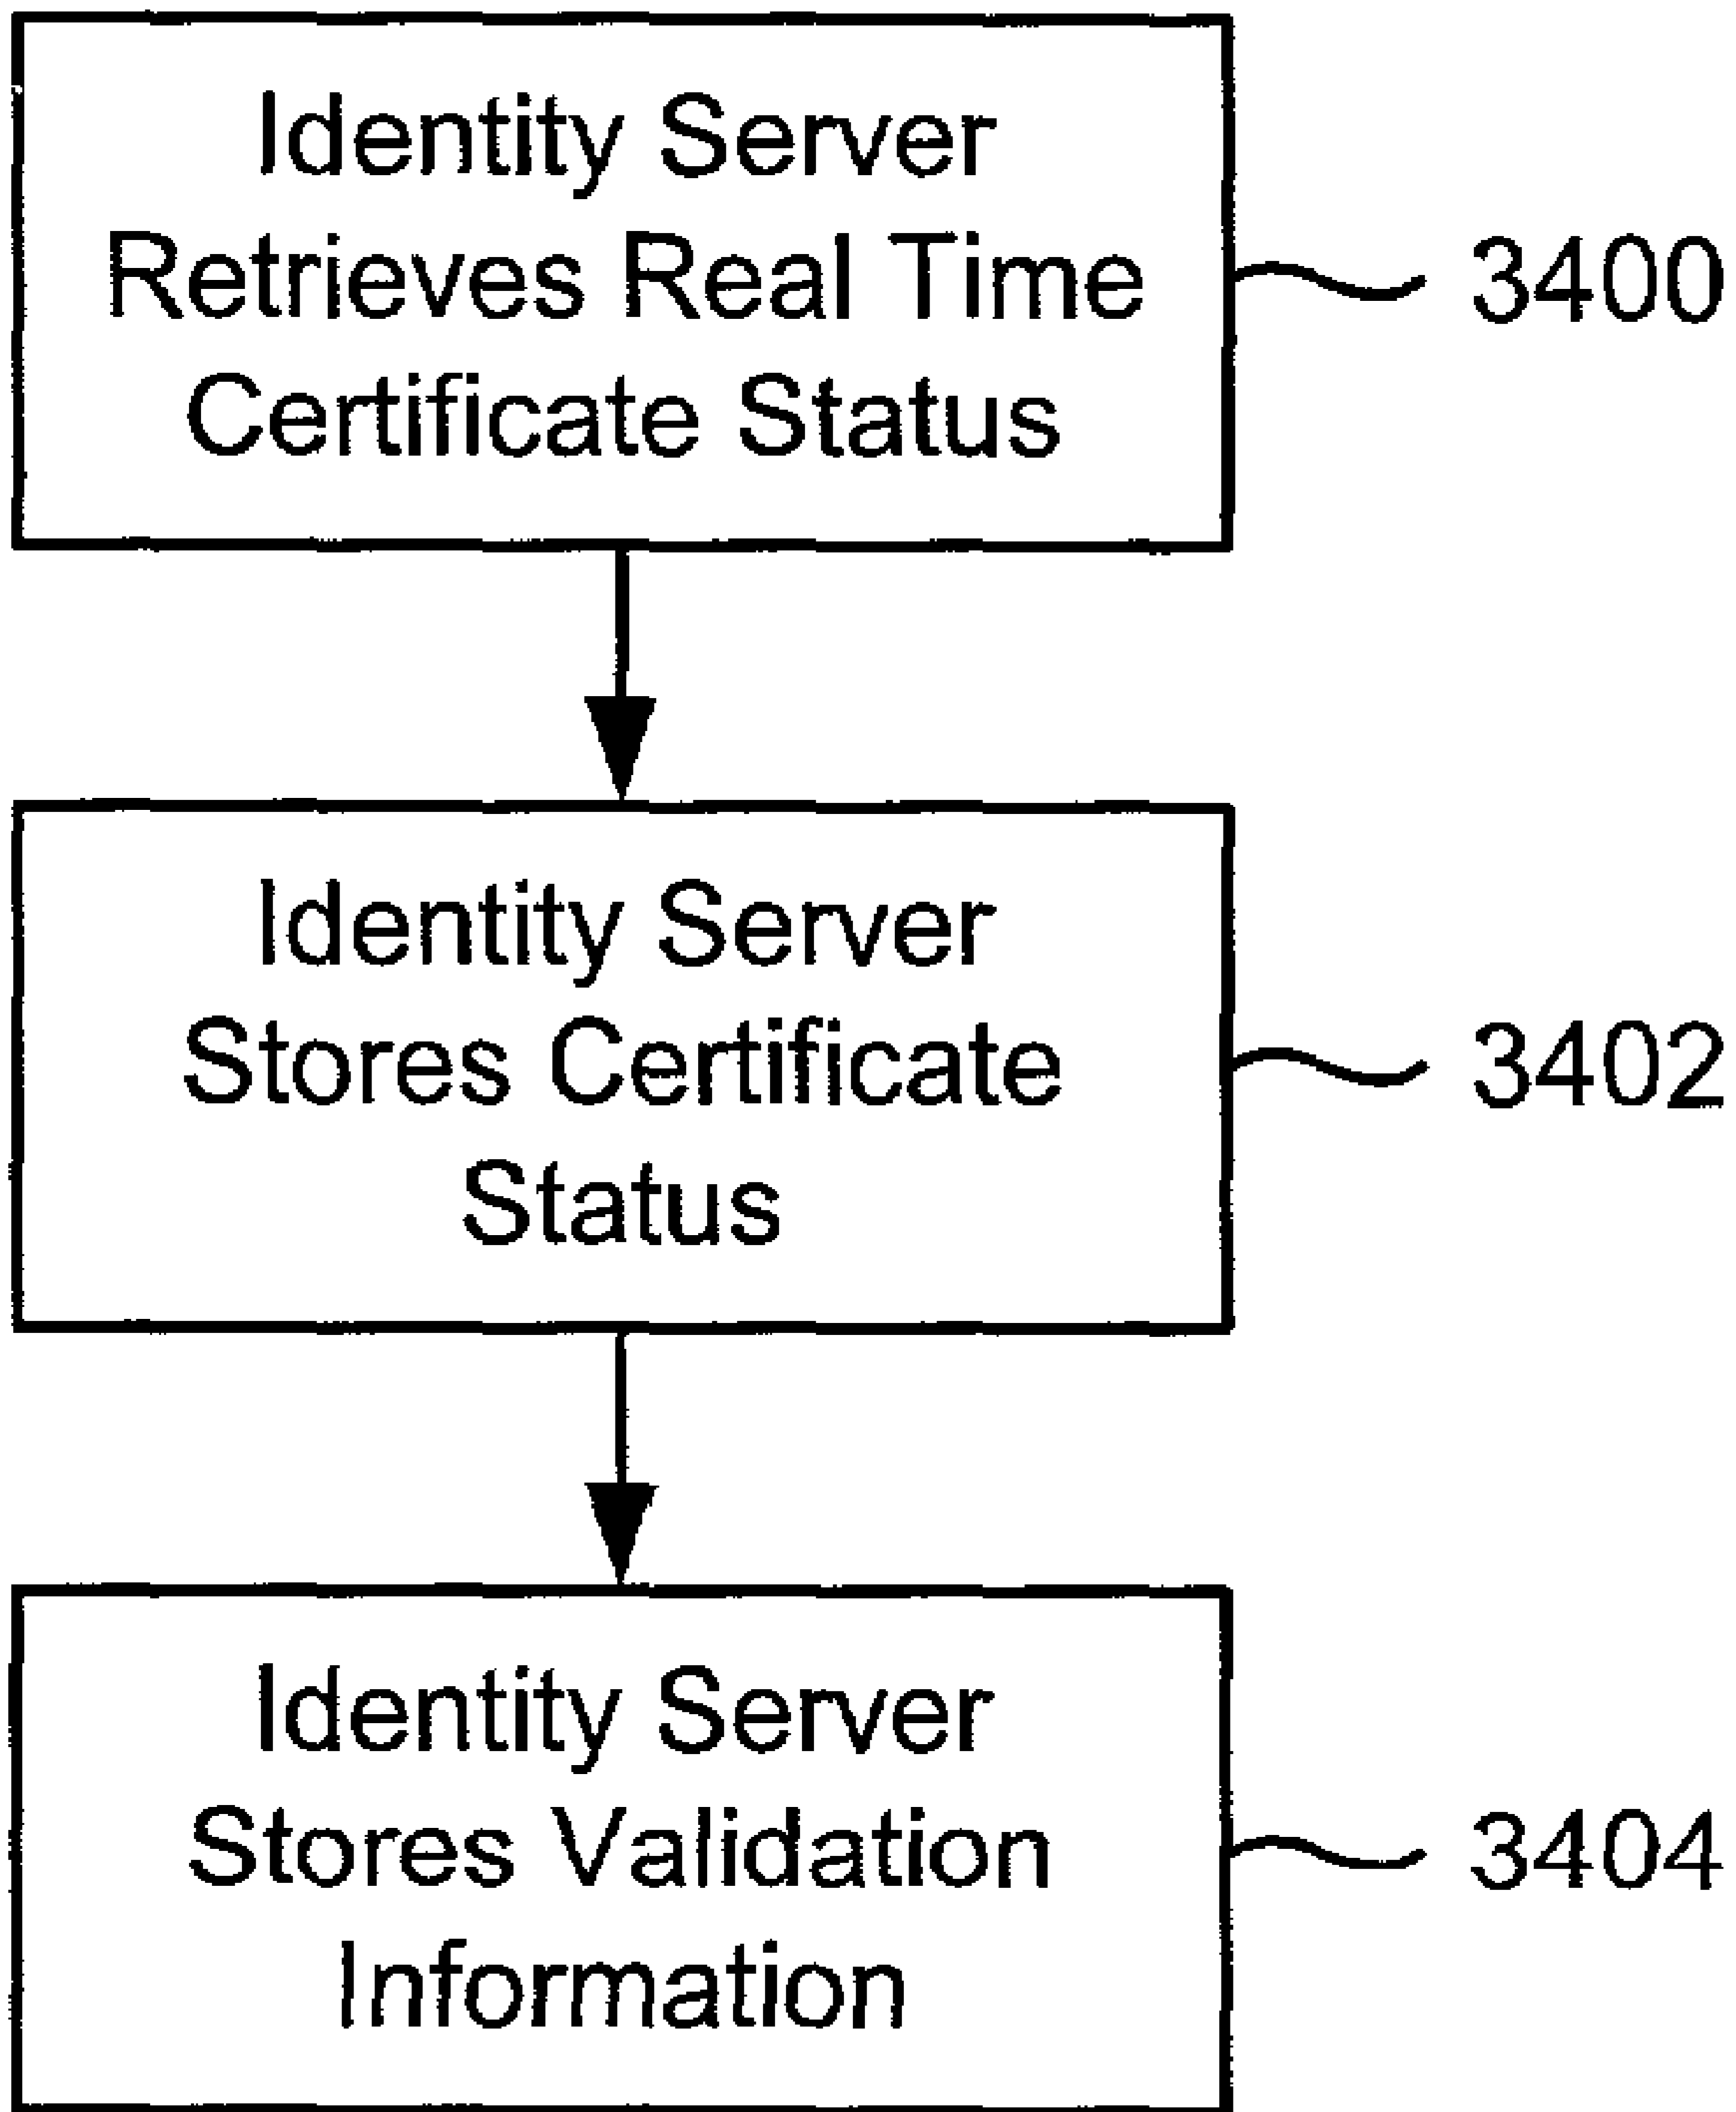 Identity Server
Retrieves Real Time
Certificate Status
3400
Identity Server
Stores Certificate
Status
3402
Identity Server
Stores Validation
Information
3404